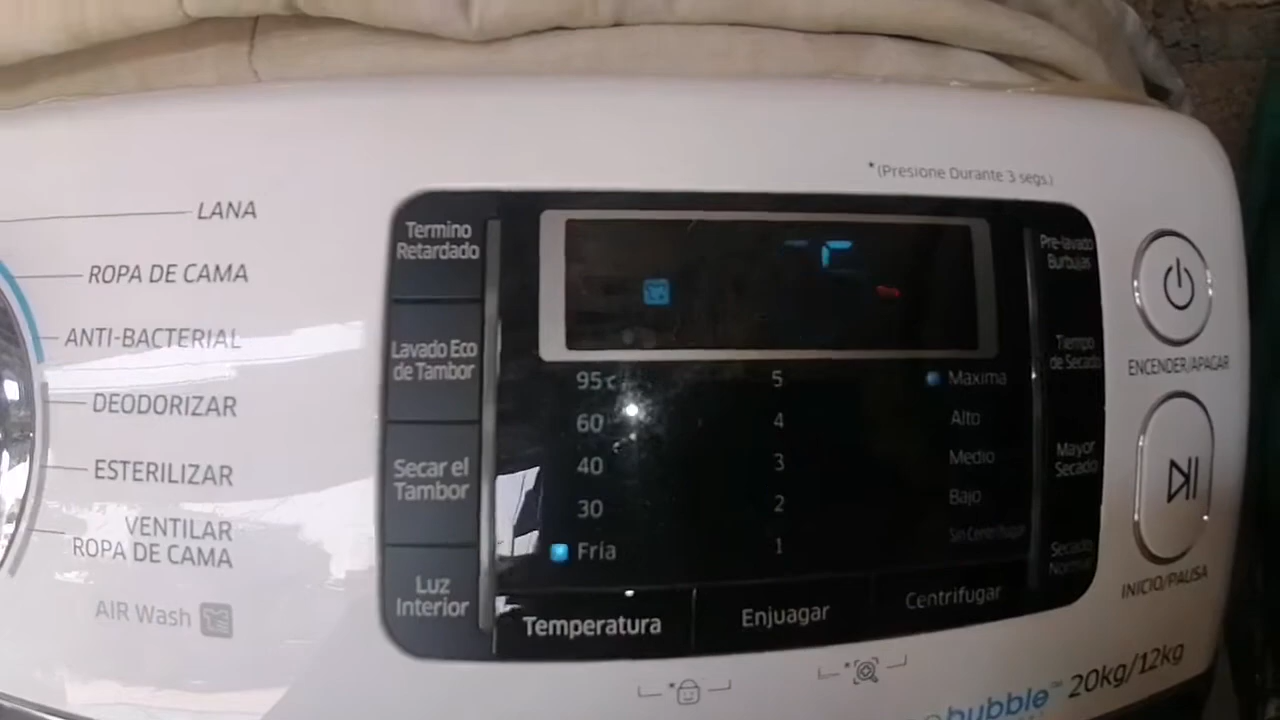 *(Presione Durante 3 segs.)
LANA
ROPA DE CAMA
ANTI-BACTERIAL
DEODORIZAR
ESTERILIZAR
VENTILAR
ROPA DE CAMA
AIR Wash
Termino
Retardado
Lavado Eco
de Tambor
Secar el
Tambor
Luz
Interior
95℃
60
40
30
Fría
Temperatura
5
4
3
2
1
Enjuagar
Maxima
Alto
Medio
Bajo
Sin Centrifugar
Centrifugar
Pre-lavado
Burbujas
Tiempo
de Secado
Mayor
Secado
Secado
Normal
ENCENDER/APAGAR
INICIO/PAUSA
bubble™ 20kg/12kg